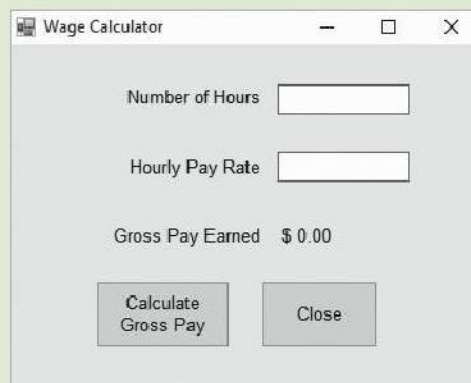 Wage Calculator
Number of Hours
Hourly Pay Rate
Gross Pay Earned $ 0.00
Calculate
Gross Pay
Close